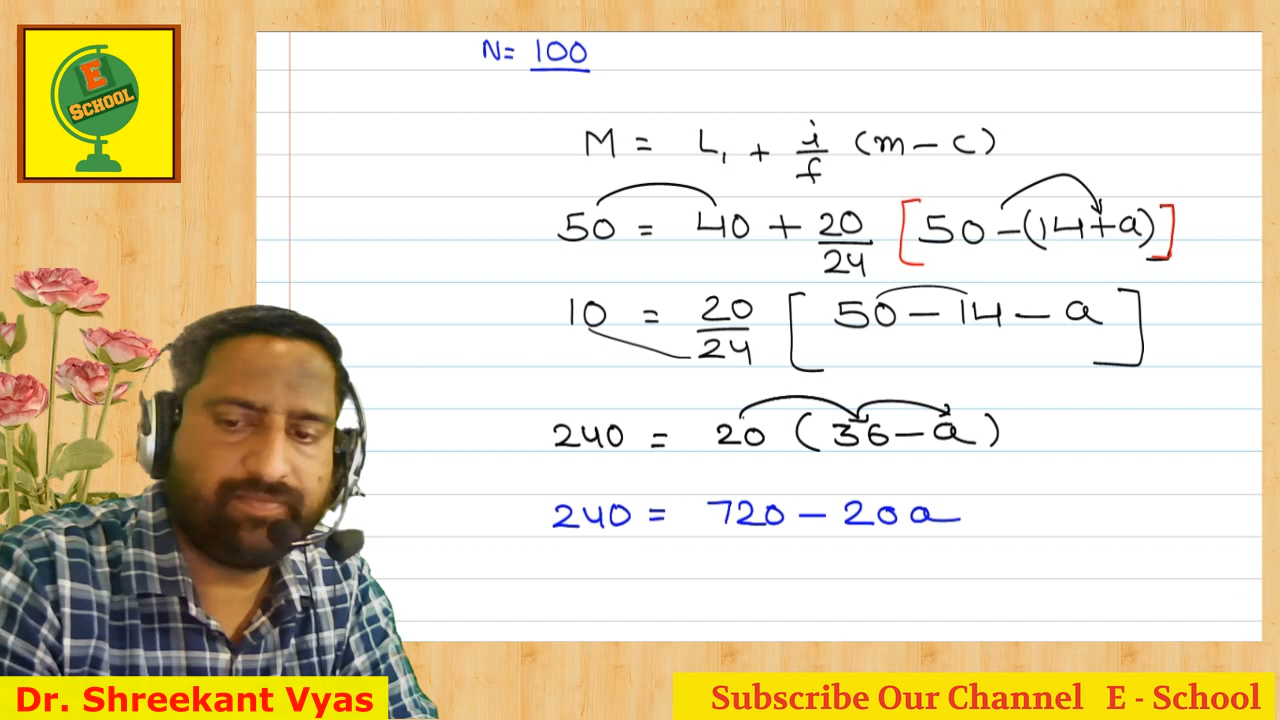 E
SCHOOL
N= 100
M = L₁ + i/f (m - c)
50 = 40 + 20/24 [50 -(14+a)]
10 = 20/24 [50 - 14 - a]
240 = 20 (36-a)
240 = 720 - 20a
Dr. Shreekant Vyas
Subscribe Our Channel E - School